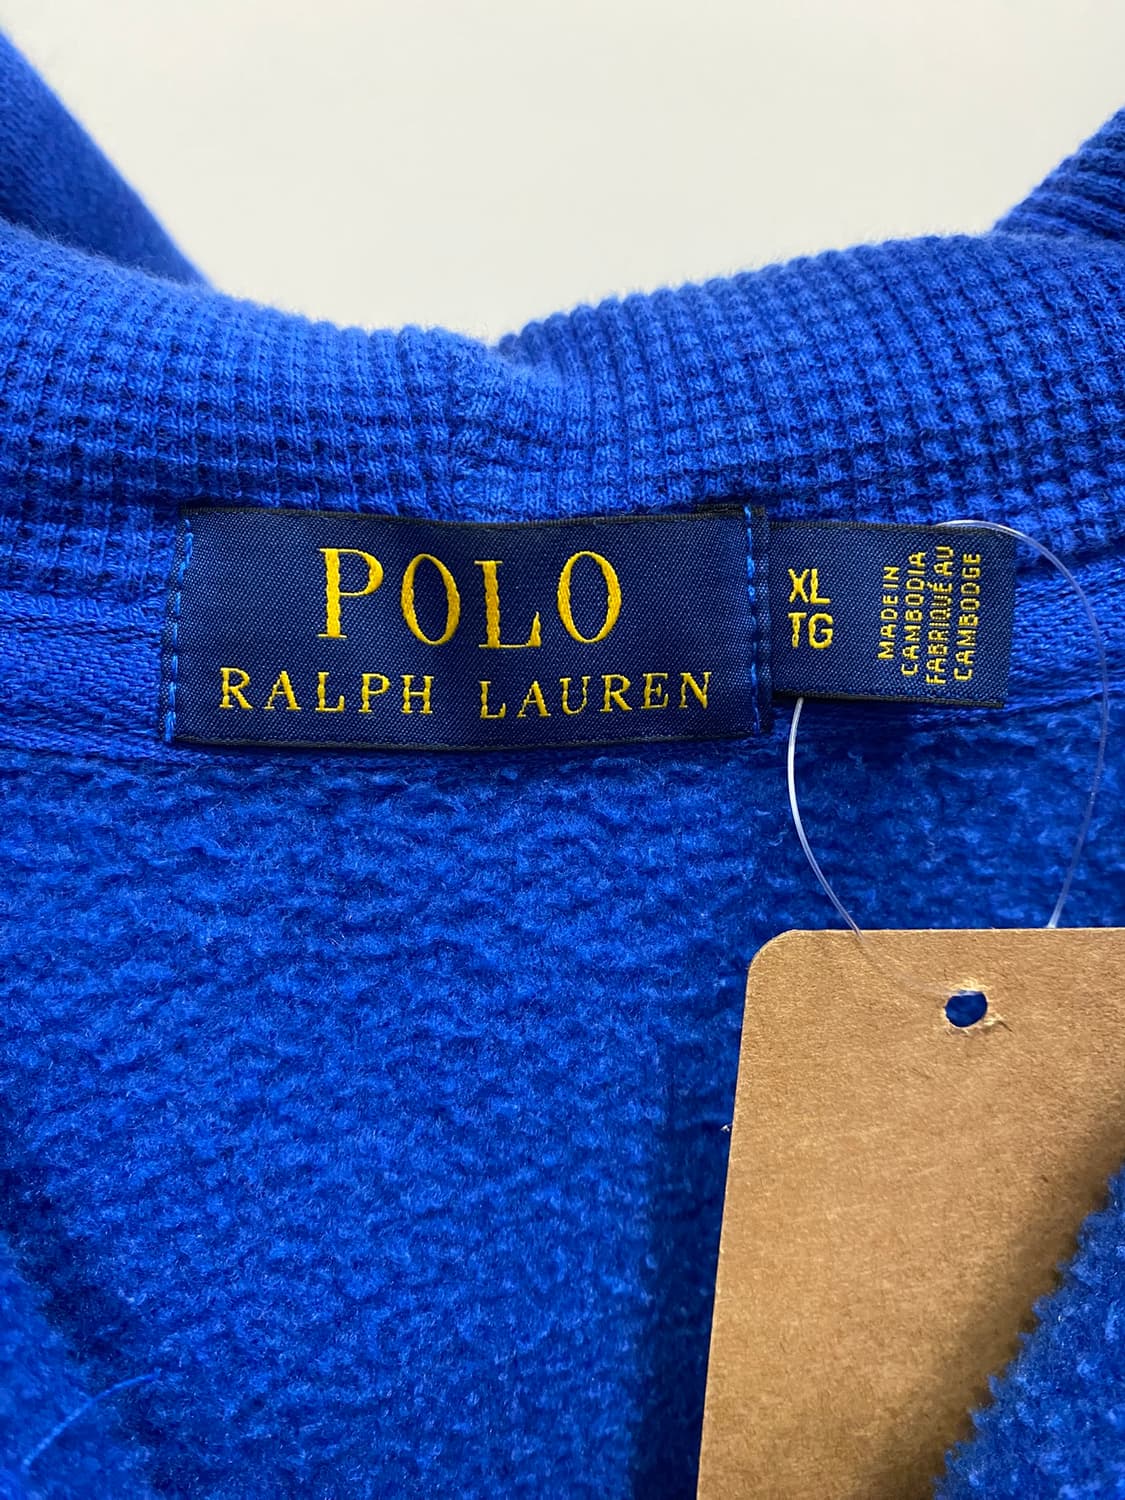 POLO
RALPH LAUREN
XL
TG
MADE IN
CAMBODIA
FABRIQUÉ AU
CAMBODGE